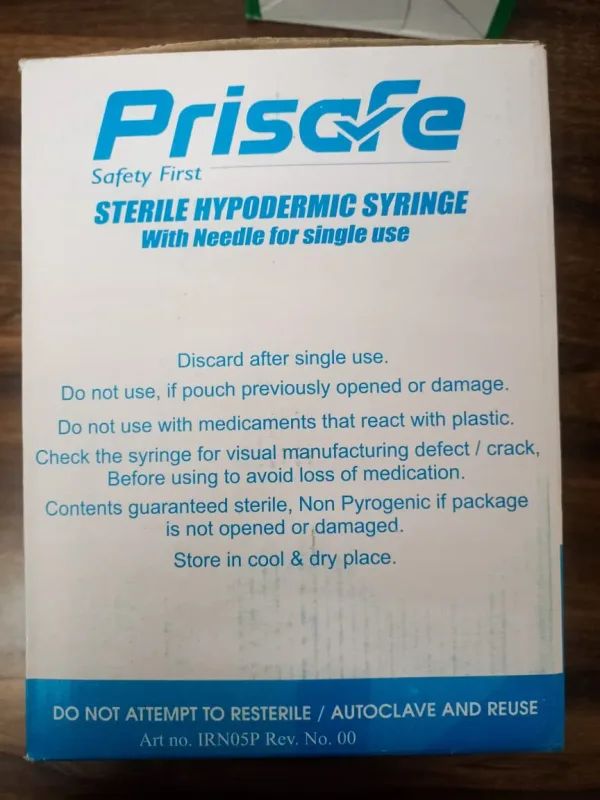 Prisafe
Safety First
STERILE HYPODERMIC SYRINGE
With Needle for single use
Discard after single use.
Do not use, if pouch previously opened or damage.
Do not use with medicaments that react with plastic.
Check the syringe for visual manufacturing defect / crack,
Before using to avoid loss of medication.
Contents guaranteed sterile, Non Pyrogenic if package
is not opened or damaged.
Store in cool & dry place.
DO NOT ATTEMPT TO RESTERILE / AUTOCLAVE AND REUSE
Art no. IRN05P Rev. No. 00